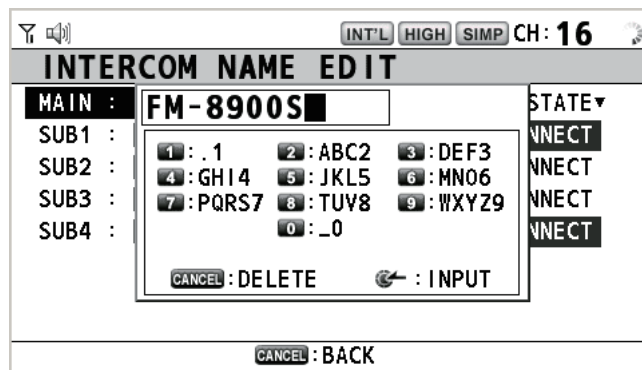 INT'L HIGH SIMP CH: 16
INTERCOM NAME EDIT
MAIN : FM-8900S STATE▼
SUB1 : NNECT
SUB2 : NNECT
SUB3 : NNECT
SUB4 : NNECT
1 : .1 2 : ABC2 3 : DEF3
4 : GHI4 5 : JKL5 6 : MNO6
7 : PQRS7 8 : TUV8 9 : WXYZ9
0 : _0
CANCEL : DELETE : INPUT
CANCEL : BACK